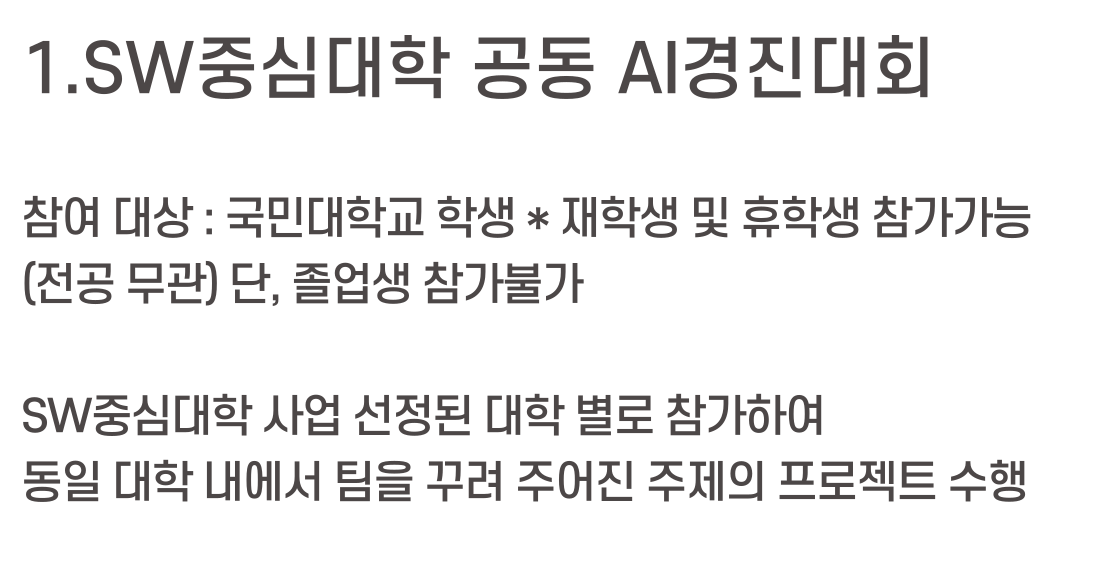 1.SW중심대학 공동 AI경진대회
참여 대상 : 국민대학교 학생 * 재학생 및 휴학생 참가가능
(전공 무관) 단, 졸업생 참가불가
SW중심대학 사업 선정된 대학 별로 참가하여
동일 대학 내에서 팀을 꾸려 주어진 주제의 프로젝트 수행